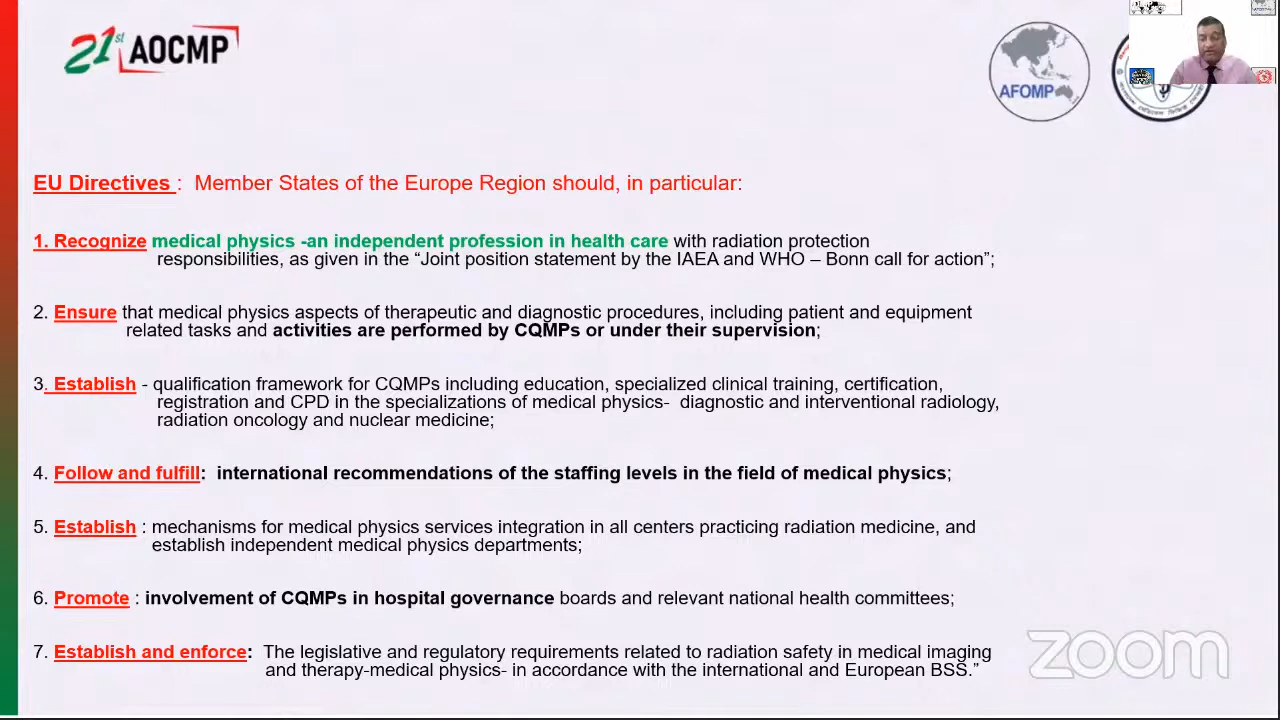 21st AOCMP
AFOMP
EU Directives : Member States of the Europe Region should, in particular:
1. Recognize medical physics -an independent profession in health care with radiation protection
responsibilities, as given in the “Joint position statement by the IAEA and WHO – Bonn call for action”;
2. Ensure that medical physics aspects of therapeutic and diagnostic procedures, including patient and equipment
related tasks and activities are performed by CQMPs or under their supervision;
3. Establish - qualification framework for CQMPs including education, specialized clinical training, certification,
registration and CPD in the specializations of medical physics- diagnostic and interventional radiology,
radiation oncology and nuclear medicine;
4. Follow and fulfill: international recommendations of the staffing levels in the field of medical physics;
5. Establish : mechanisms for medical physics services integration in all centers practicing radiation medicine, and
establish independent medical physics departments;
6. Promote : involvement of CQMPs in hospital governance boards and relevant national health committees;
7. Establish and enforce: The legislative and regulatory requirements related to radiation safety in medical imaging
and therapy-medical physics- in accordance with the international and European BSS.”
zoom